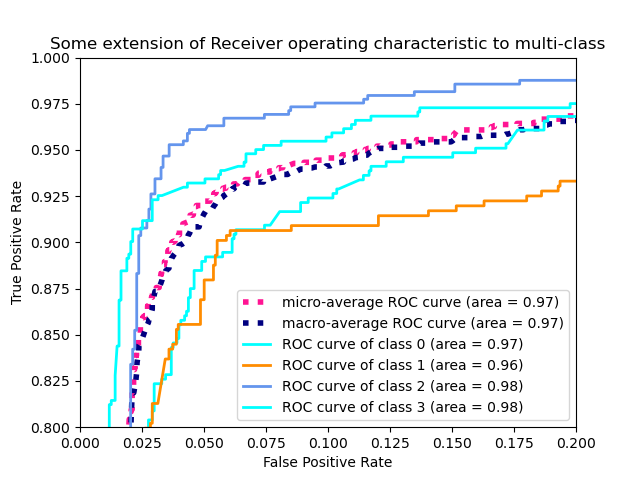 Some extension of Receiver operating characteristic to multi-class
1.000
0.975
0.950
0.925
0.900
0.875
0.850
0.825
0.800
True Positive Rate
micro-average ROC curve (area = 0.97)
macro-average ROC curve (area = 0.97)
ROC curve of class 0 (area = 0.97)
ROC curve of class 1 (area = 0.96)
ROC curve of class 2 (area = 0.98)
ROC curve of class 3 (area = 0.98)
0.000 0.025 0.050 0.075 0.100 0.125 0.150 0.175 0.200
False Positive Rate